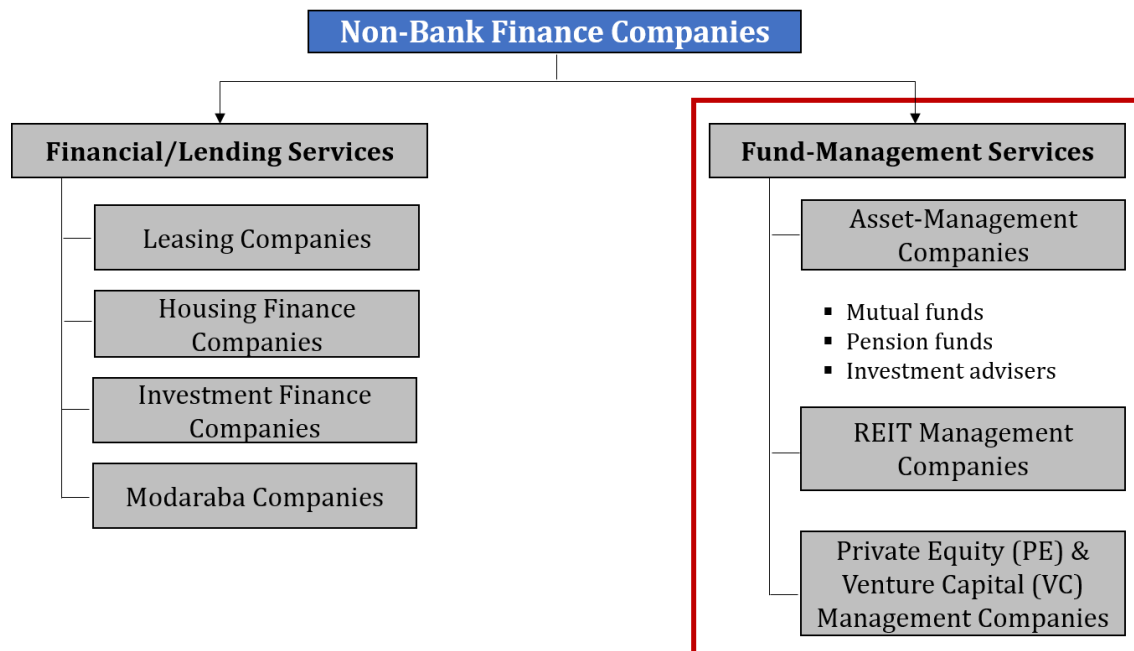 Non-Bank Finance Companies
Financial/Lending Services
Leasing Companies
Housing Finance
Companies
Investment Finance
Companies
Modaraba Companies
Fund-Management Services
Asset-Management
Companies
▪ Mutual funds
▪ Pension funds
▪ Investment advisers
REIT Management
Companies
Private Equity (PE) &
Venture Capital (VC)
Management Companies